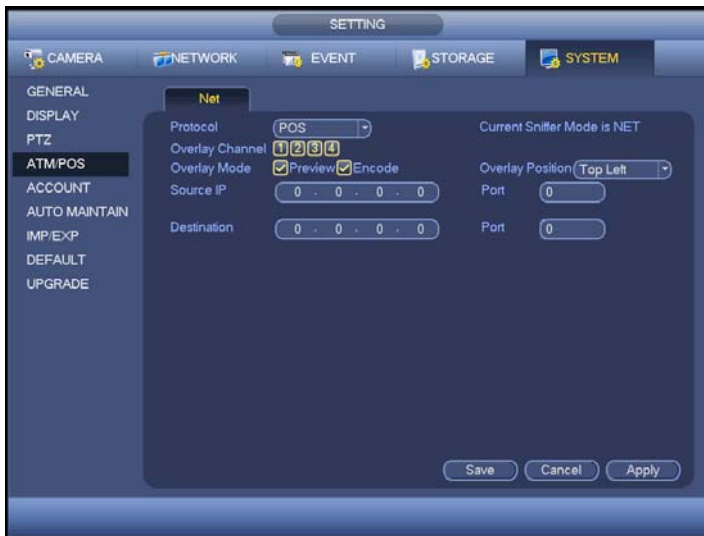 SETTING
CAMERA NETWORK EVENT STORAGE SYSTEM
GENERAL
DISPLAY
PTZ
ATM/POS
ACCOUNT
AUTO MAINTAIN
IMP/EXP
DEFAULT
UPGRADE
Net
Protocol POS Current Sniffer Mode is NET
Overlay Channel 1 2 3 4
Overlay Mode Preview Encode Overlay Position Top Left
Source IP 0 . 0 . 0 . 0 Port 0
Destination 0 . 0 . 0 . 0 Port 0
Save Cancel Apply